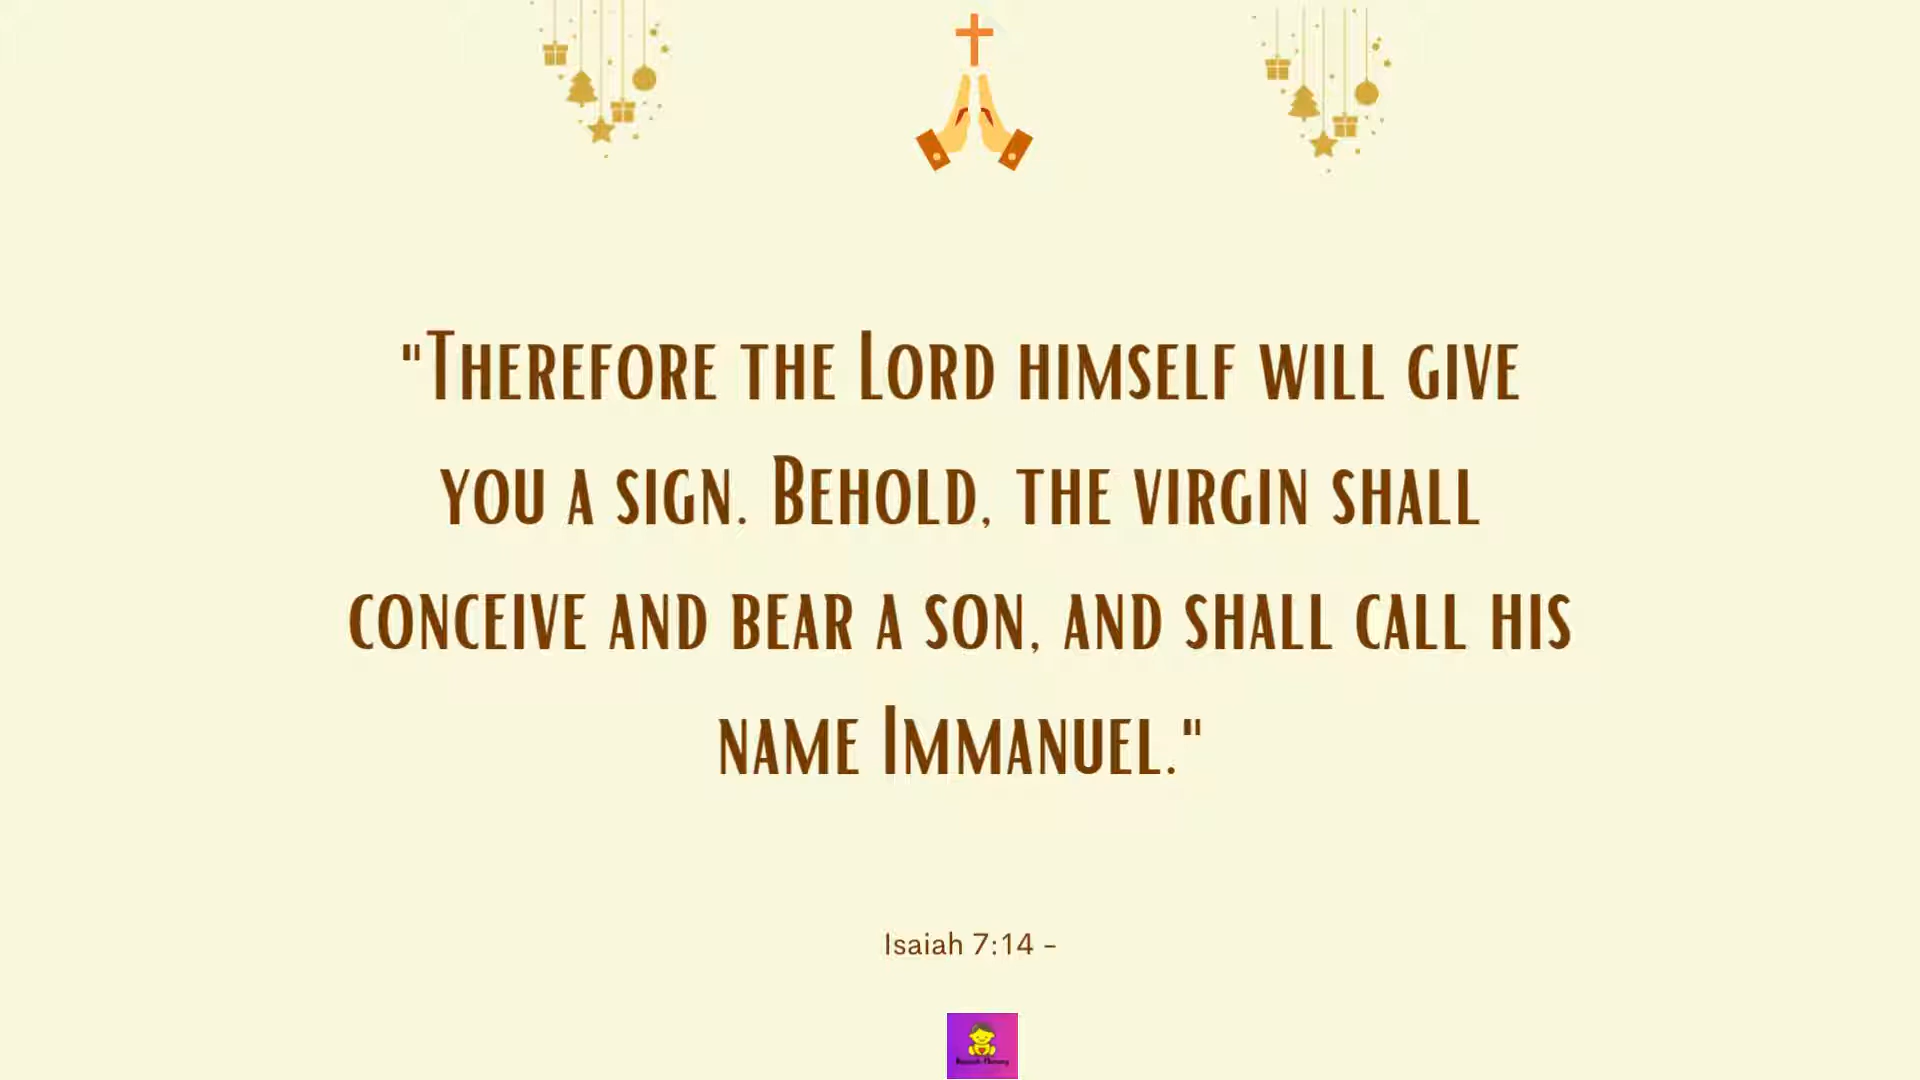 "Therefore the Lord himself will give
you a sign. Behold, the virgin shall
conceive and bear a son, and shall call his
name Immanuel."
Isaiah 7:14 -